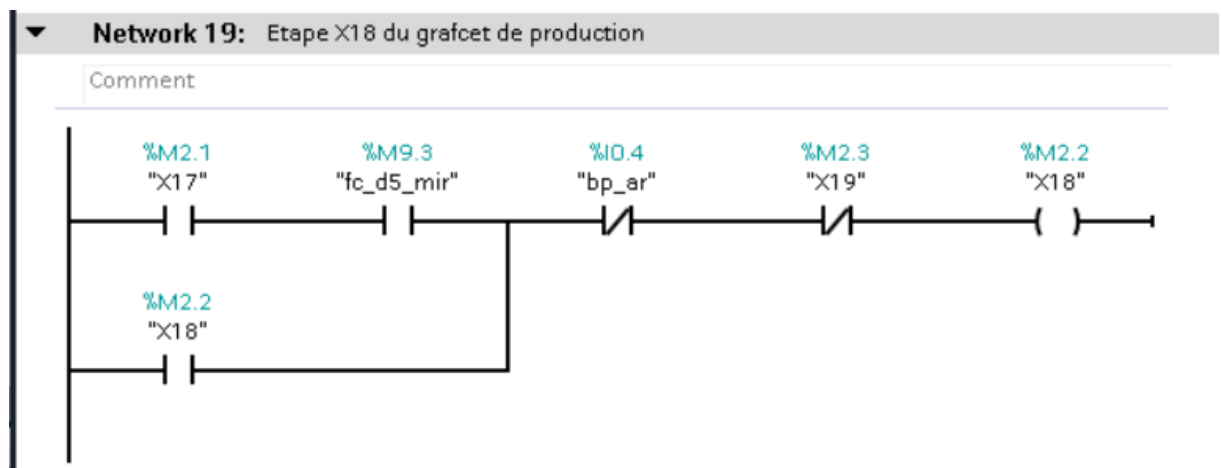 Network 19: Etape X18 du grafcet de production
Comment
%M2.1 %M9.3 %I0.4 %M2.3 %M2.2
"X17" "fc_d5_mir" "bp_ar" "X19" "X18"
%M2.2
"X18"